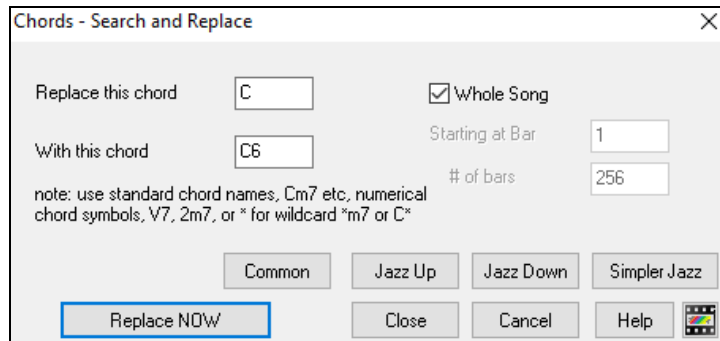 Chords - Search and Replace
Replace this chord C
Whole Song
Starting at Bar 1
With this chord C6
# of bars 256
note: use standard chord names, Cm7 etc, numerical
chord symbols, V7, 2m7, or * for wildcard *m7 or C*
Common Jazz Up Jazz Down Simpler Jazz
Replace NOW Close Cancel Help